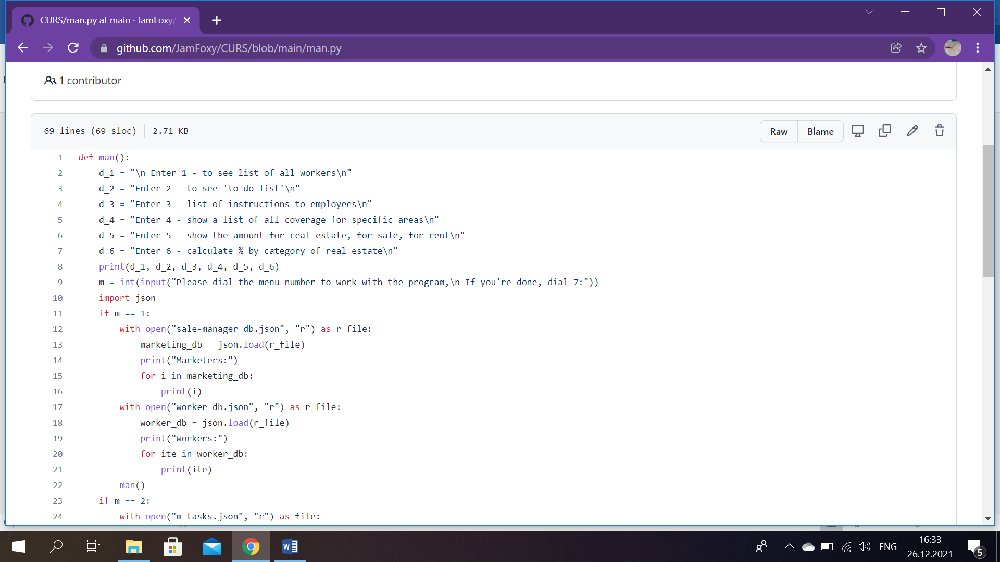 CURS/man.py at main · JamFoxy/
github.com/JamFoxy/CURS/blob/main/man.py
1 contributor
69 lines (69 sloc) 2.71 KB
Raw Blame
1 def man():
2     d_1 = "\n Enter 1 - to see list of all workers\n"
3     d_2 = "Enter 2 - to see 'to-do list'\n"
4     d_3 = "Enter 3 - list of instructions to employees\n"
5     d_4 = "Enter 4 - show a list of all coverage for specific areas\n"
6     d_5 = "Enter 5 - show the amount for real estate, for sale, for rent\n"
7     d_6 = "Enter 6 - calculate % by category of real estate\n"
8     print(d_1, d_2, d_3, d_4, d_5, d_6)
9     m = int(input("Please dial the menu number to work with the program,\n If you're done, dial 7:"))
10     import json
11     if m == 1:
12         with open("sale-manager_db.json", "r") as r_file:
13             marketing_db = json.load(r_file)
14             print("Marketers:")
15             for i in marketing_db:
16                 print(i)
17         with open("worker_db.json", "r") as r_file:
18             worker_db = json.load(r_file)
19             print("Workers:")
20             for ite in worker_db:
21                 print(ite)
22         man()
23     if m == 2:
24         with open("m_tasks.json", "r") as file:
W
ENG
16:33
26.12.2021
5